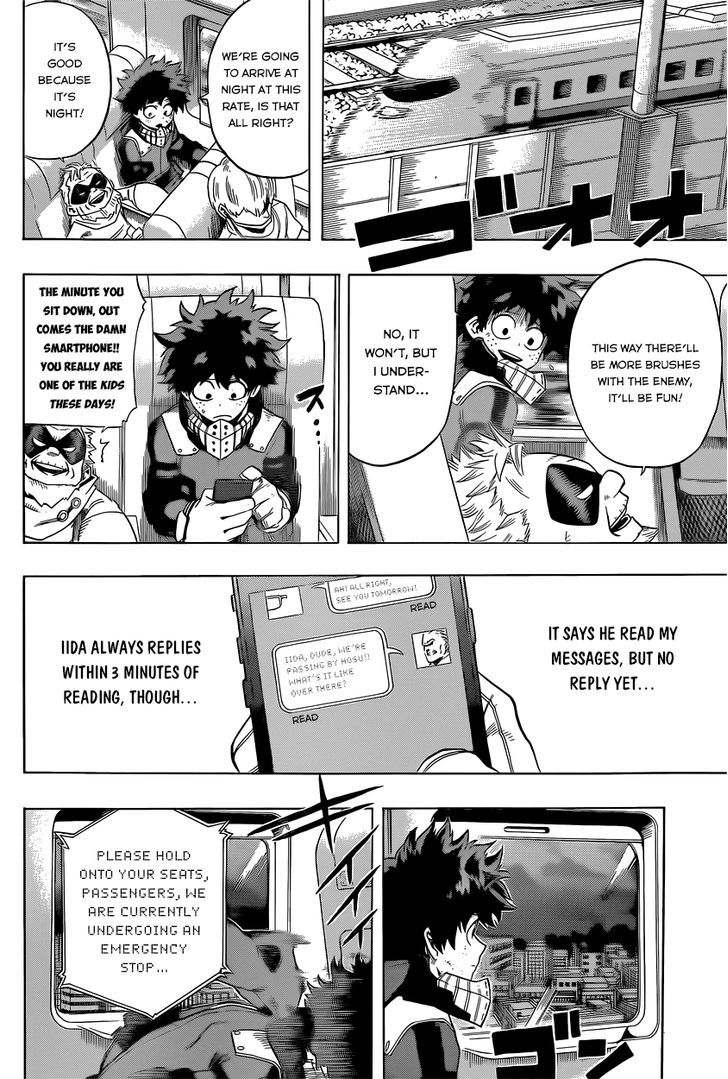 ゴオオ
WE'RE GOING
TO ARRIVE AT
NIGHT AT THIS
RATE, IS THAT
ALL RIGHT?
IT'S
GOOD
BECAUSE
IT'S
NIGHT!
THIS WAY THERE'LL
BE MORE BRUSHES
WITH THE ENEMY,
IT'LL BE FUN!
NO, IT
WON'T, BUT
I UNDER-
STAND...
THE MINUTE YOU
SIT DOWN, OUT
COMES THE DAMN
SMARTPHONE!!
YOU REALLY ARE
ONE OF THE KIDS
THESE DAYS!
AH! ALL RIGHT,
SEE YOU TOMORROW!
READ
IIDA, DUDE, WE'RE
PASSING BY HOSU!!
WHAT'S IT LIKE
OVER THERE?
READ
IT SAYS HE READ MY
MESSAGES, BUT NO
REPLY YET...
IIDA ALWAYS REPLIES
WITHIN 3 MINUTES OF
READING, THOUGH...
ゴオ
PLEASE HOLD
ONTO YOUR SEATS,
PASSENGERS, WE
ARE CURRENTLY
UNDERGOING AN
EMERGENCY
STOP...